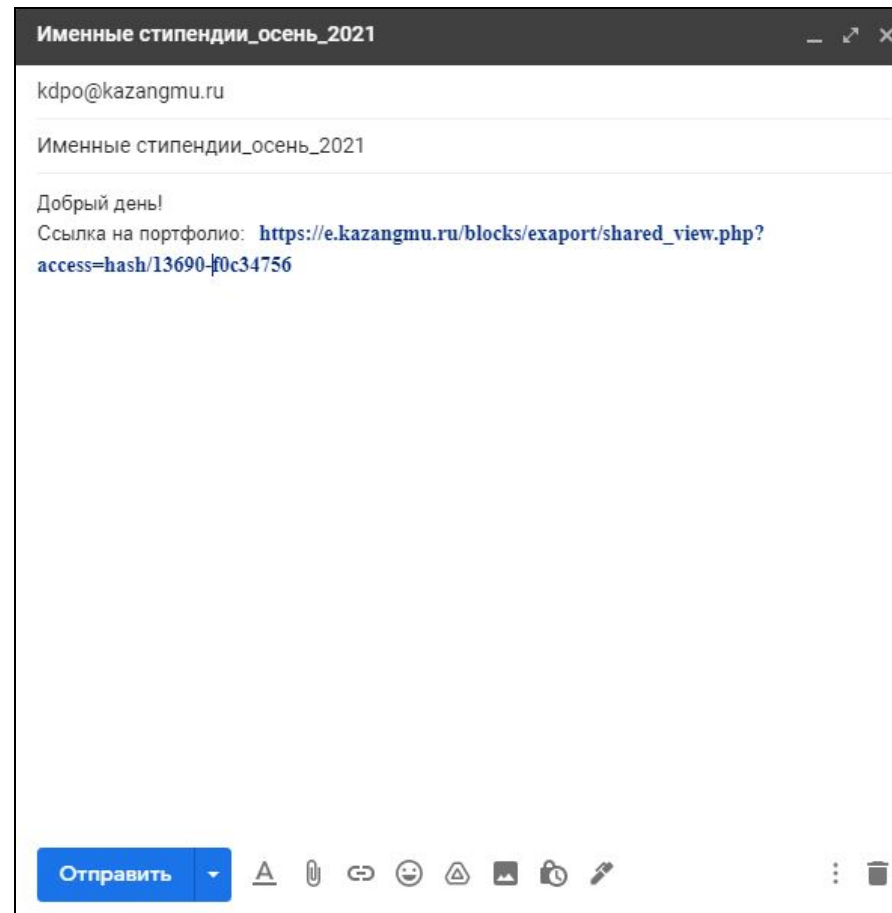 Именные стипендии_осень_2021
kdpo@kazangmu.ru
Именные стипендии_осень_2021
Добрый день!
Ссылка на портфолио: https://e.kazangmu.ru/blocks/exaport/shared_view.php?
access=hash/13690-f0c34756
Отправить